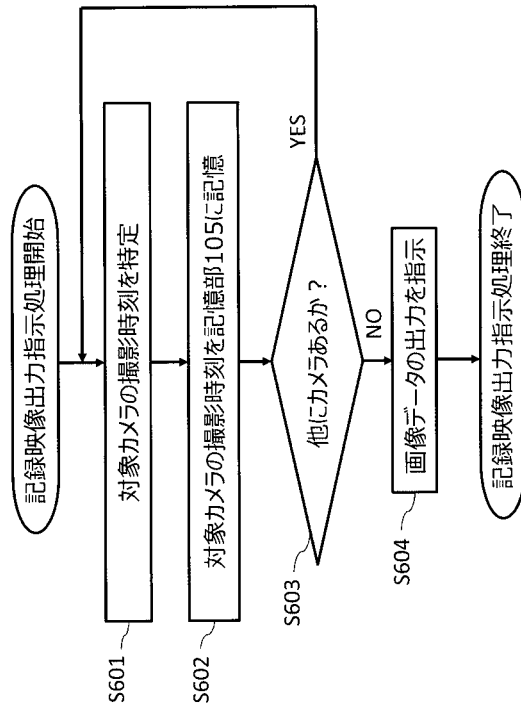 記録映像出力指示処理開始
S601
対象カメラの撮影時刻を特定
S602
対象カメラの撮影時刻を記憶部105に記憶
S603
他にカメラあるか?
YES
NO
S604
画像データの出力を指示
記録映像出力指示処理終了